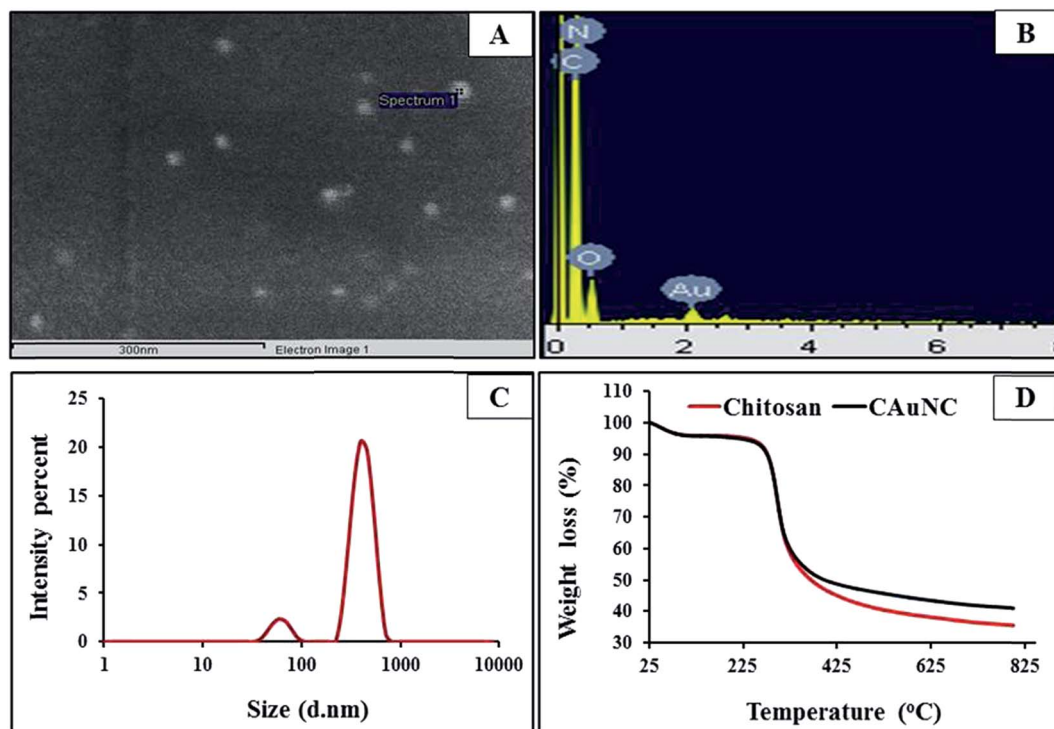 A
Spectrum 1
300nm
Electron Image 1
B
N
C
O
Au
0 2 4 6
C
25
20
15
10
5
0
Intensity percent
1 10 100 1000 10000
Size (d.nm)
D
Chitosan CAuNC
110
100
90
80
70
60
50
40
30
Weight loss (%)
25 225 425 625 825
Temperature (ºC)